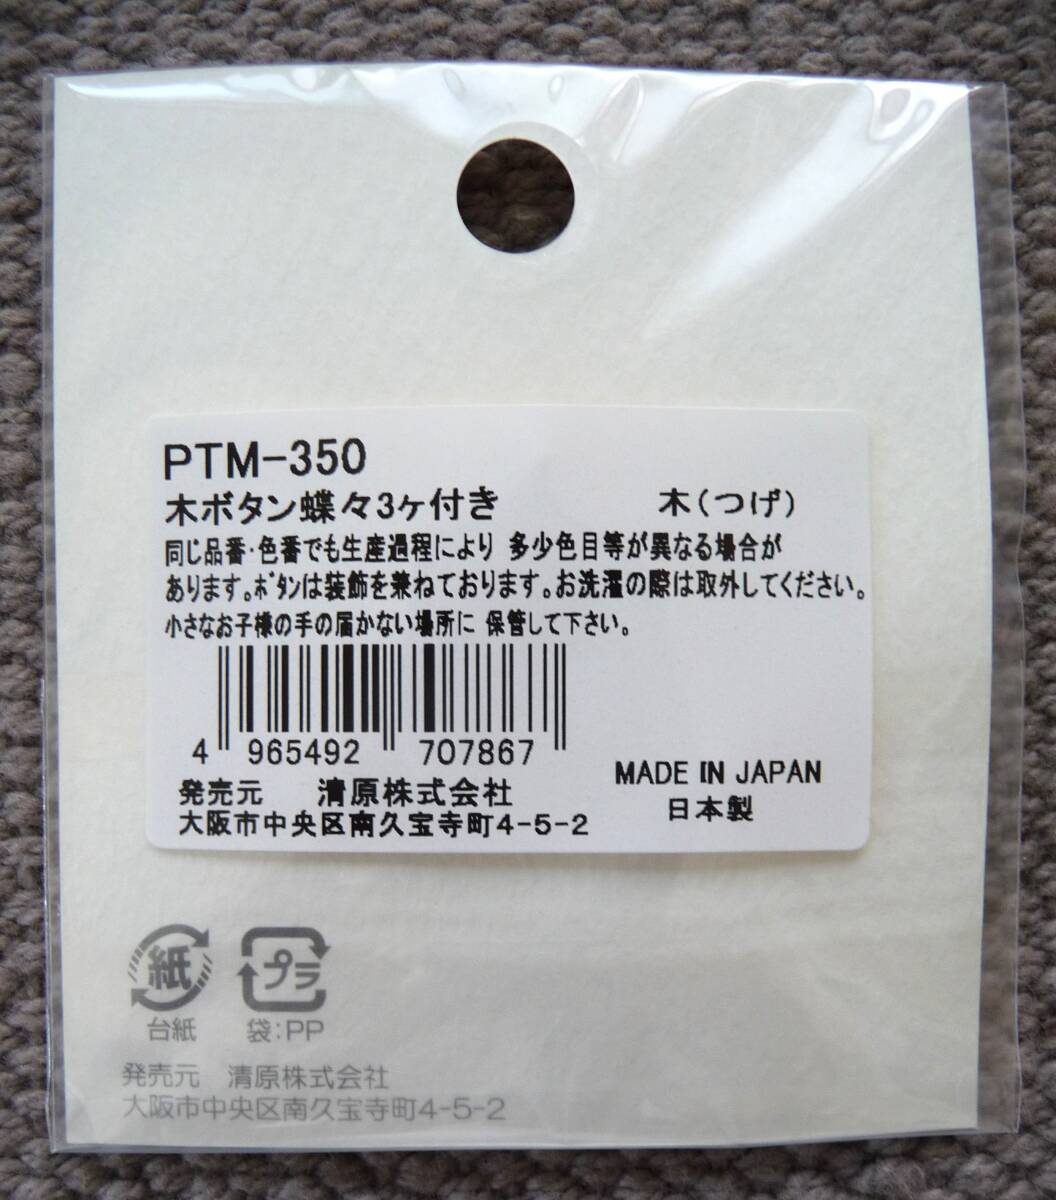 PTM-350
木ボタン蝶々3ヶ付き 木(つげ)
同じ品番・色番でも生産過程により 多少色目等が異なる場合が
あります。ﾎﾞﾀﾝは装飾を兼ねております。お洗濯の際は取外してください。
小さなお子様の手の届かない場所に 保管して下さい。
4 965492 707867
MADE IN JAPAN
日本製
発売元 清原株式会社
大阪市中央区南久宝寺町4-5-2
紙 プラ
台紙 袋:PP
発売元 清原株式会社
大阪市中央区南久宝寺町4-5-2